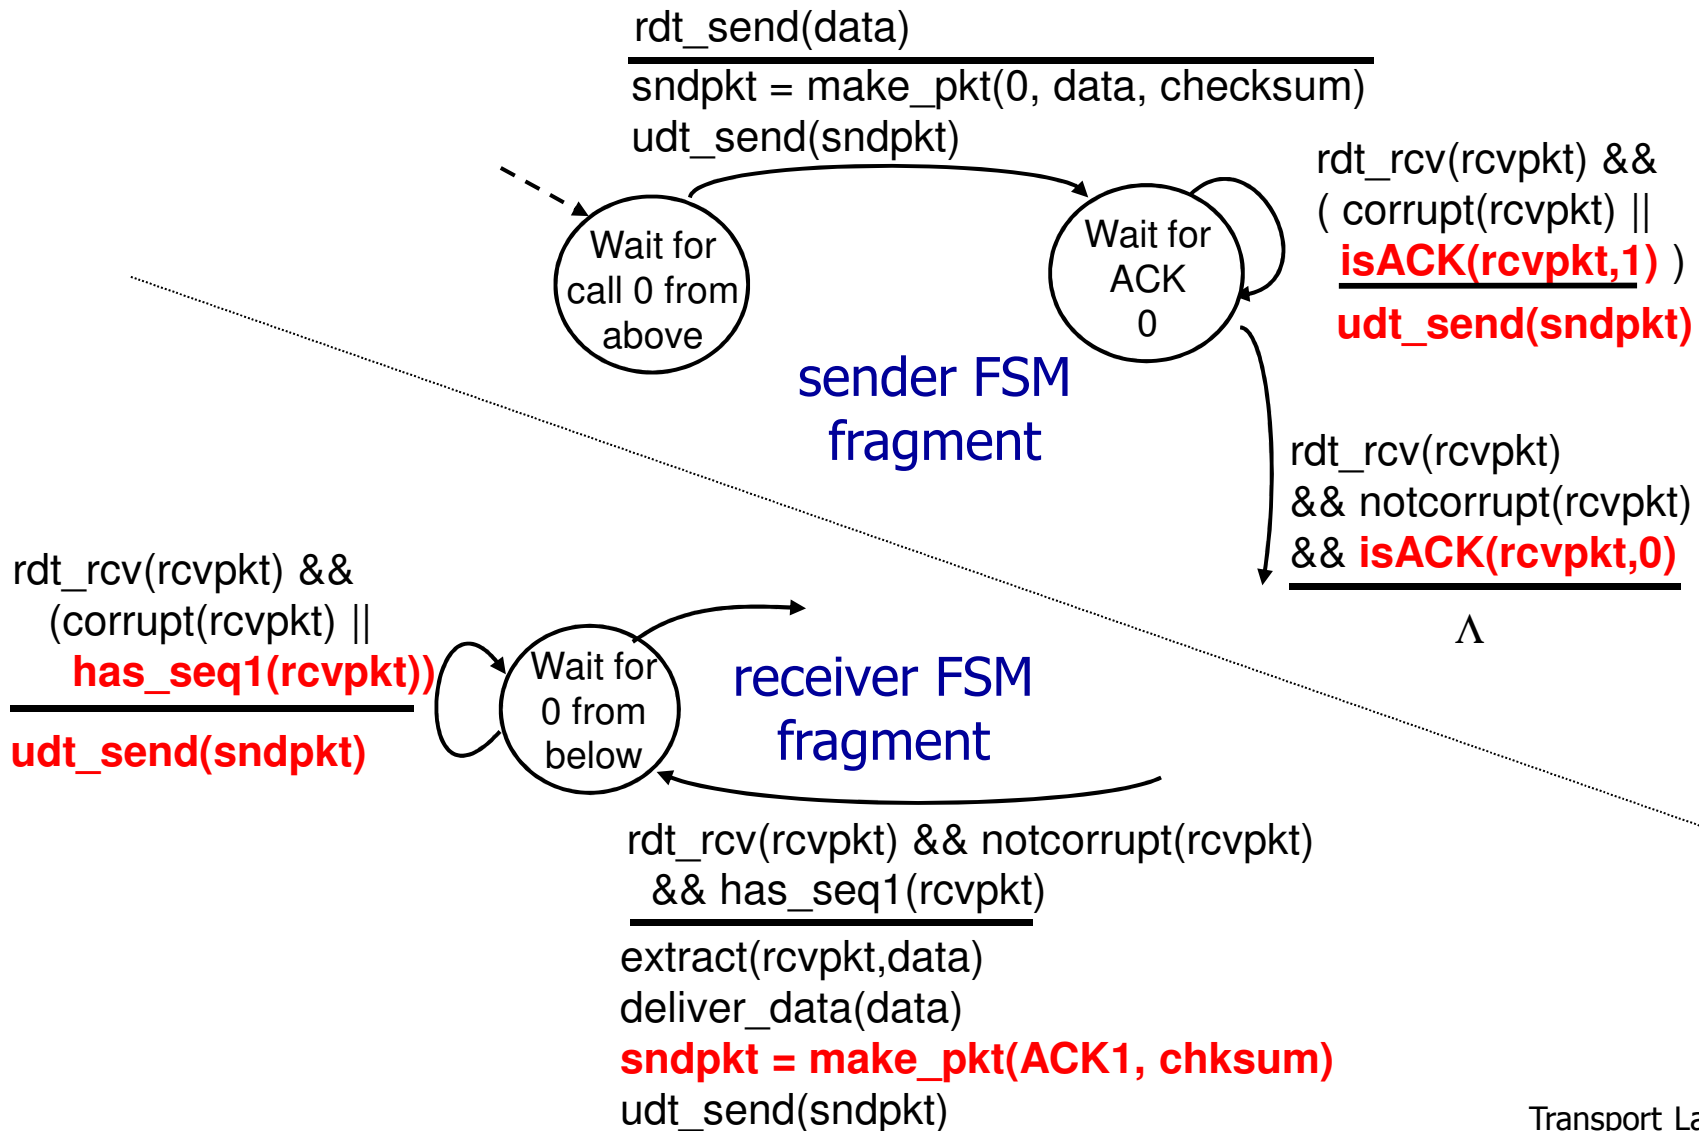 rdt_send(data)
sndpkt = make_pkt(0, data, checksum)
udt_send(sndpkt)
rdt_rcv(rcvpkt) &&
( corrupt(rcvpkt) ||
isACK(rcvpkt,1) )
udt_send(sndpkt)
Wait for
call 0 from
above
Wait for
ACK
0
sender FSM
fragment
rdt_rcv(rcvpkt)
&& notcorrupt(rcvpkt)
&& isACK(rcvpkt,0)
Λ
rdt_rcv(rcvpkt) &&
(corrupt(rcvpkt) ||
has_seq1(rcvpkt))
udt_send(sndpkt)
Wait for
0 from
below
receiver FSM
fragment
rdt_rcv(rcvpkt) && notcorrupt(rcvpkt)
&& has_seq1(rcvpkt)
extract(rcvpkt,data)
deliver_data(data)
sndpkt = make_pkt(ACK1, chksum)
udt_send(sndpkt)
Transport La